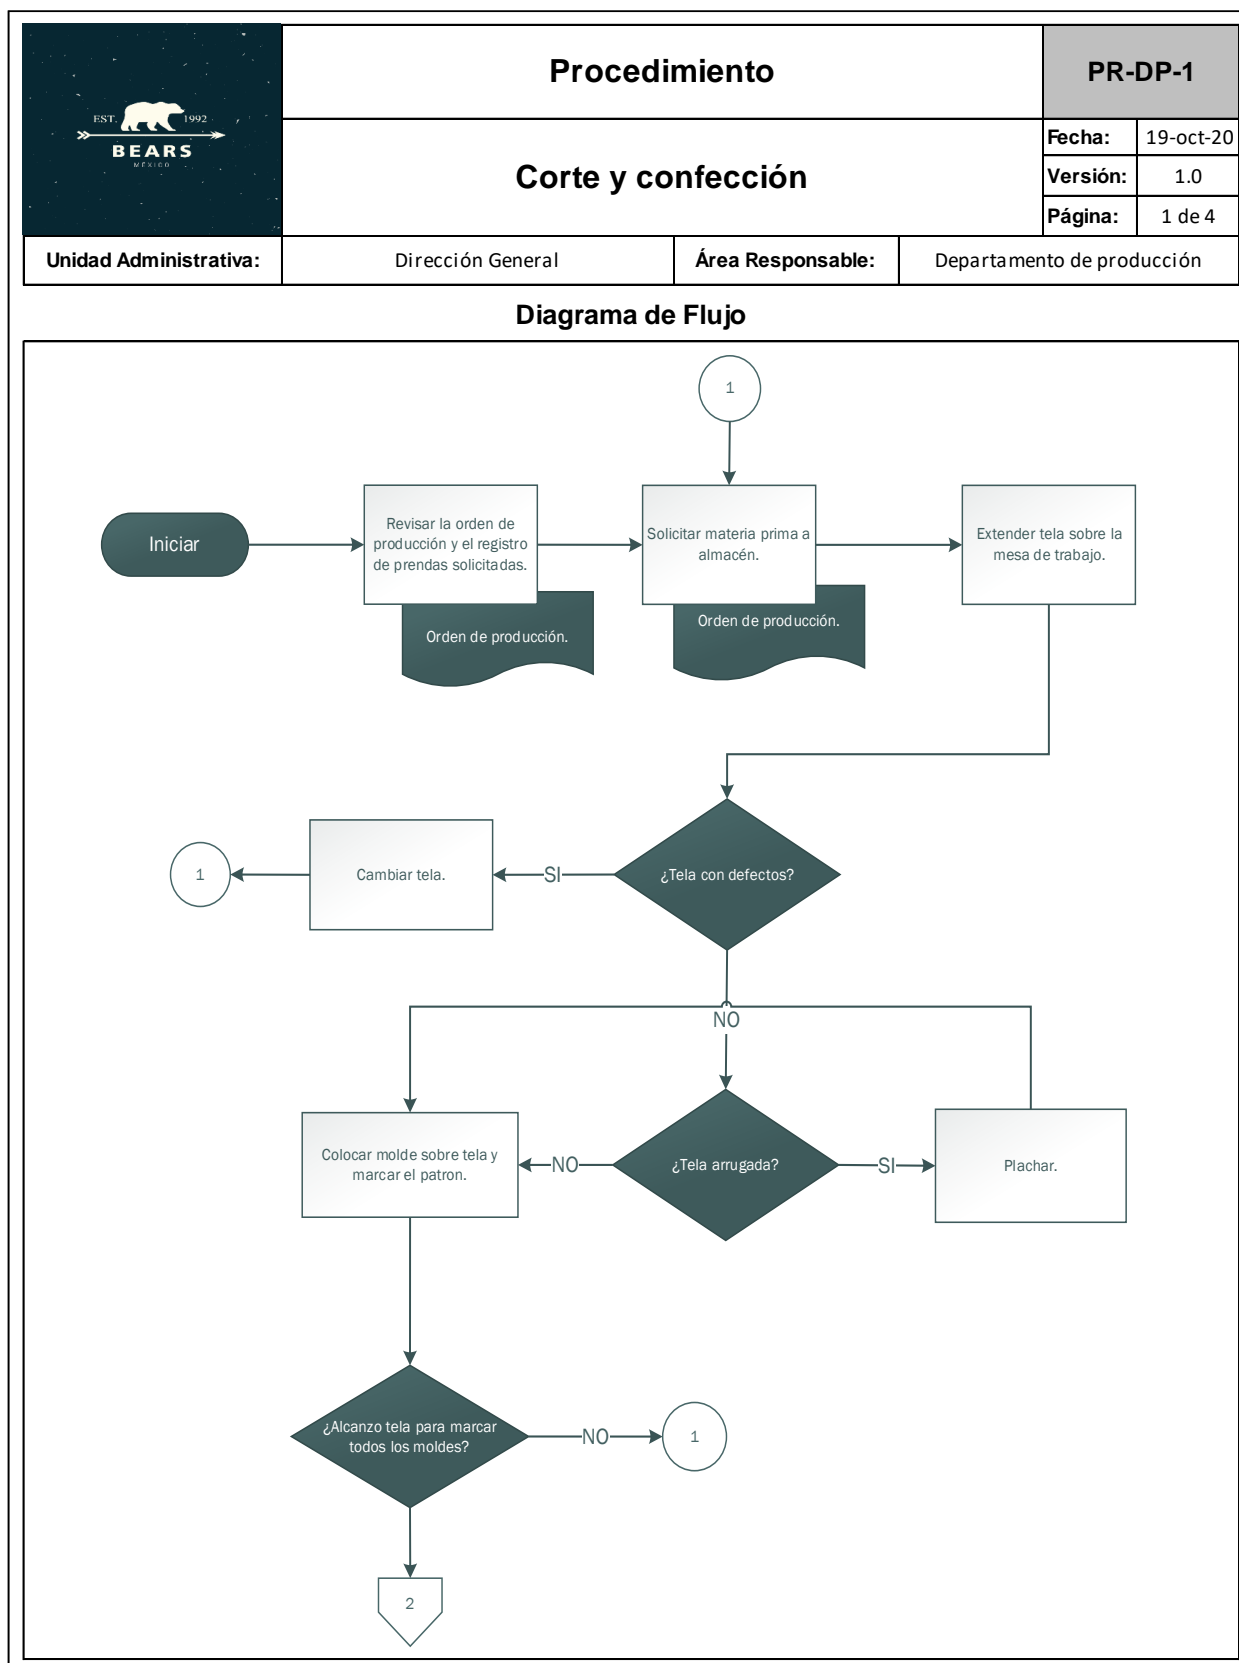 EST. 1992
BEARS
MÉXICO
Procedimiento
PR-DP-1
Corte y confección
Fecha: 19-oct-20
Versión: 1.0
Página: 1 de 4
Unidad Administrativa: Dirección General Área Responsable: Departamento de producción
Diagrama de Flujo
1
Iniciar
Revisar la orden de
producción y el registro
de prendas solicitadas.
Orden de producción.
Solicitar materia prima a
almacén.
Orden de producción.
Extender tela sobre la
mesa de trabajo.
¿Tela con defectos?
SI
Cambiar tela.
1
NO
¿Tela arrugada?
SI
Plachar.
NO
Colocar molde sobre tela y
marcar el patron.
¿Alcanzo tela para marcar
todos los moldes?
NO
1
2